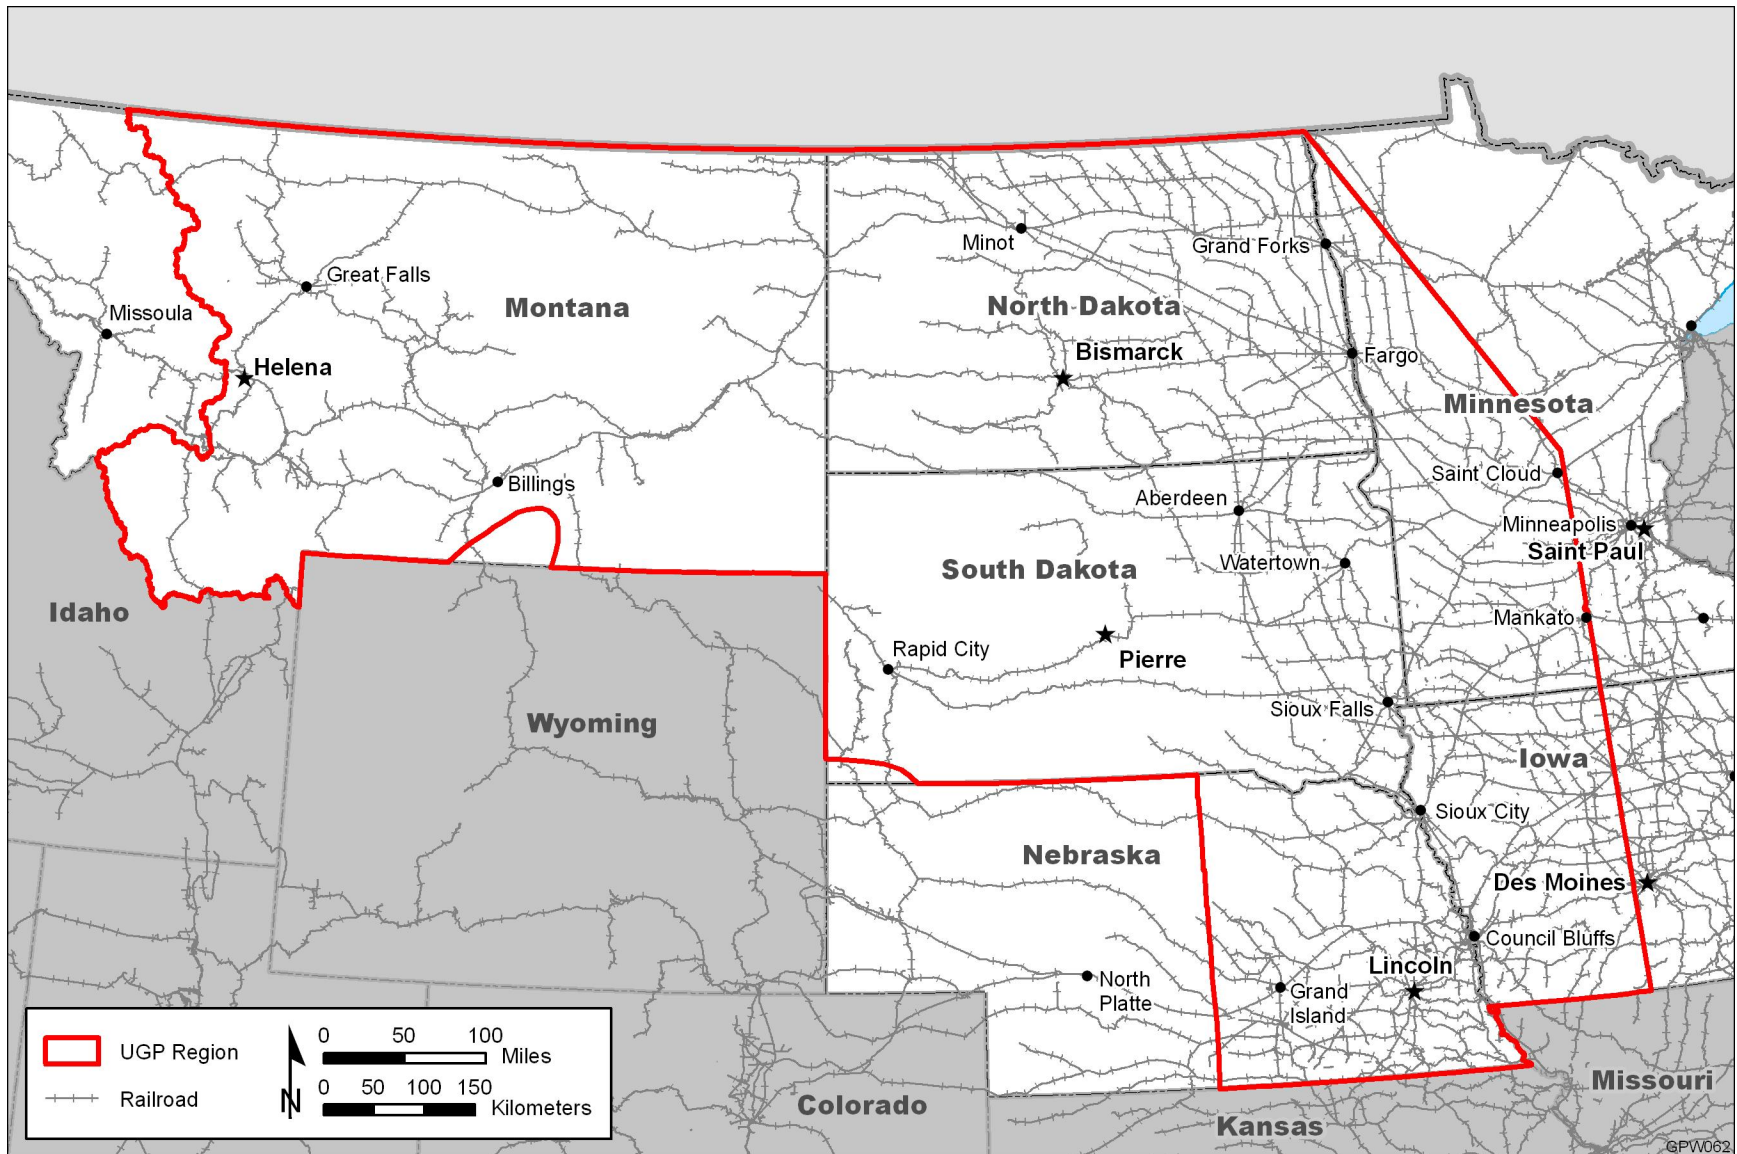 Minot
Grand Forks
Great Falls
Montana
North Dakota
Missoula
Bismarck
Fargo
Helena
Minnesota
Saint Cloud
Billings
Aberdeen
Minneapolis
Saint Paul
South Dakota
Watertown
Idaho
Mankato
Rapid City
Pierre
Sioux Falls
Wyoming
Iowa
Sioux City
Nebraska
Des Moines
Council Bluffs
Lincoln
North
Platte
Grand
Island
UGP Region
Railroad
N
0 50 100
Miles
0 50 100 150
Kilometers
Colorado
Missouri
Kansas
GPW062